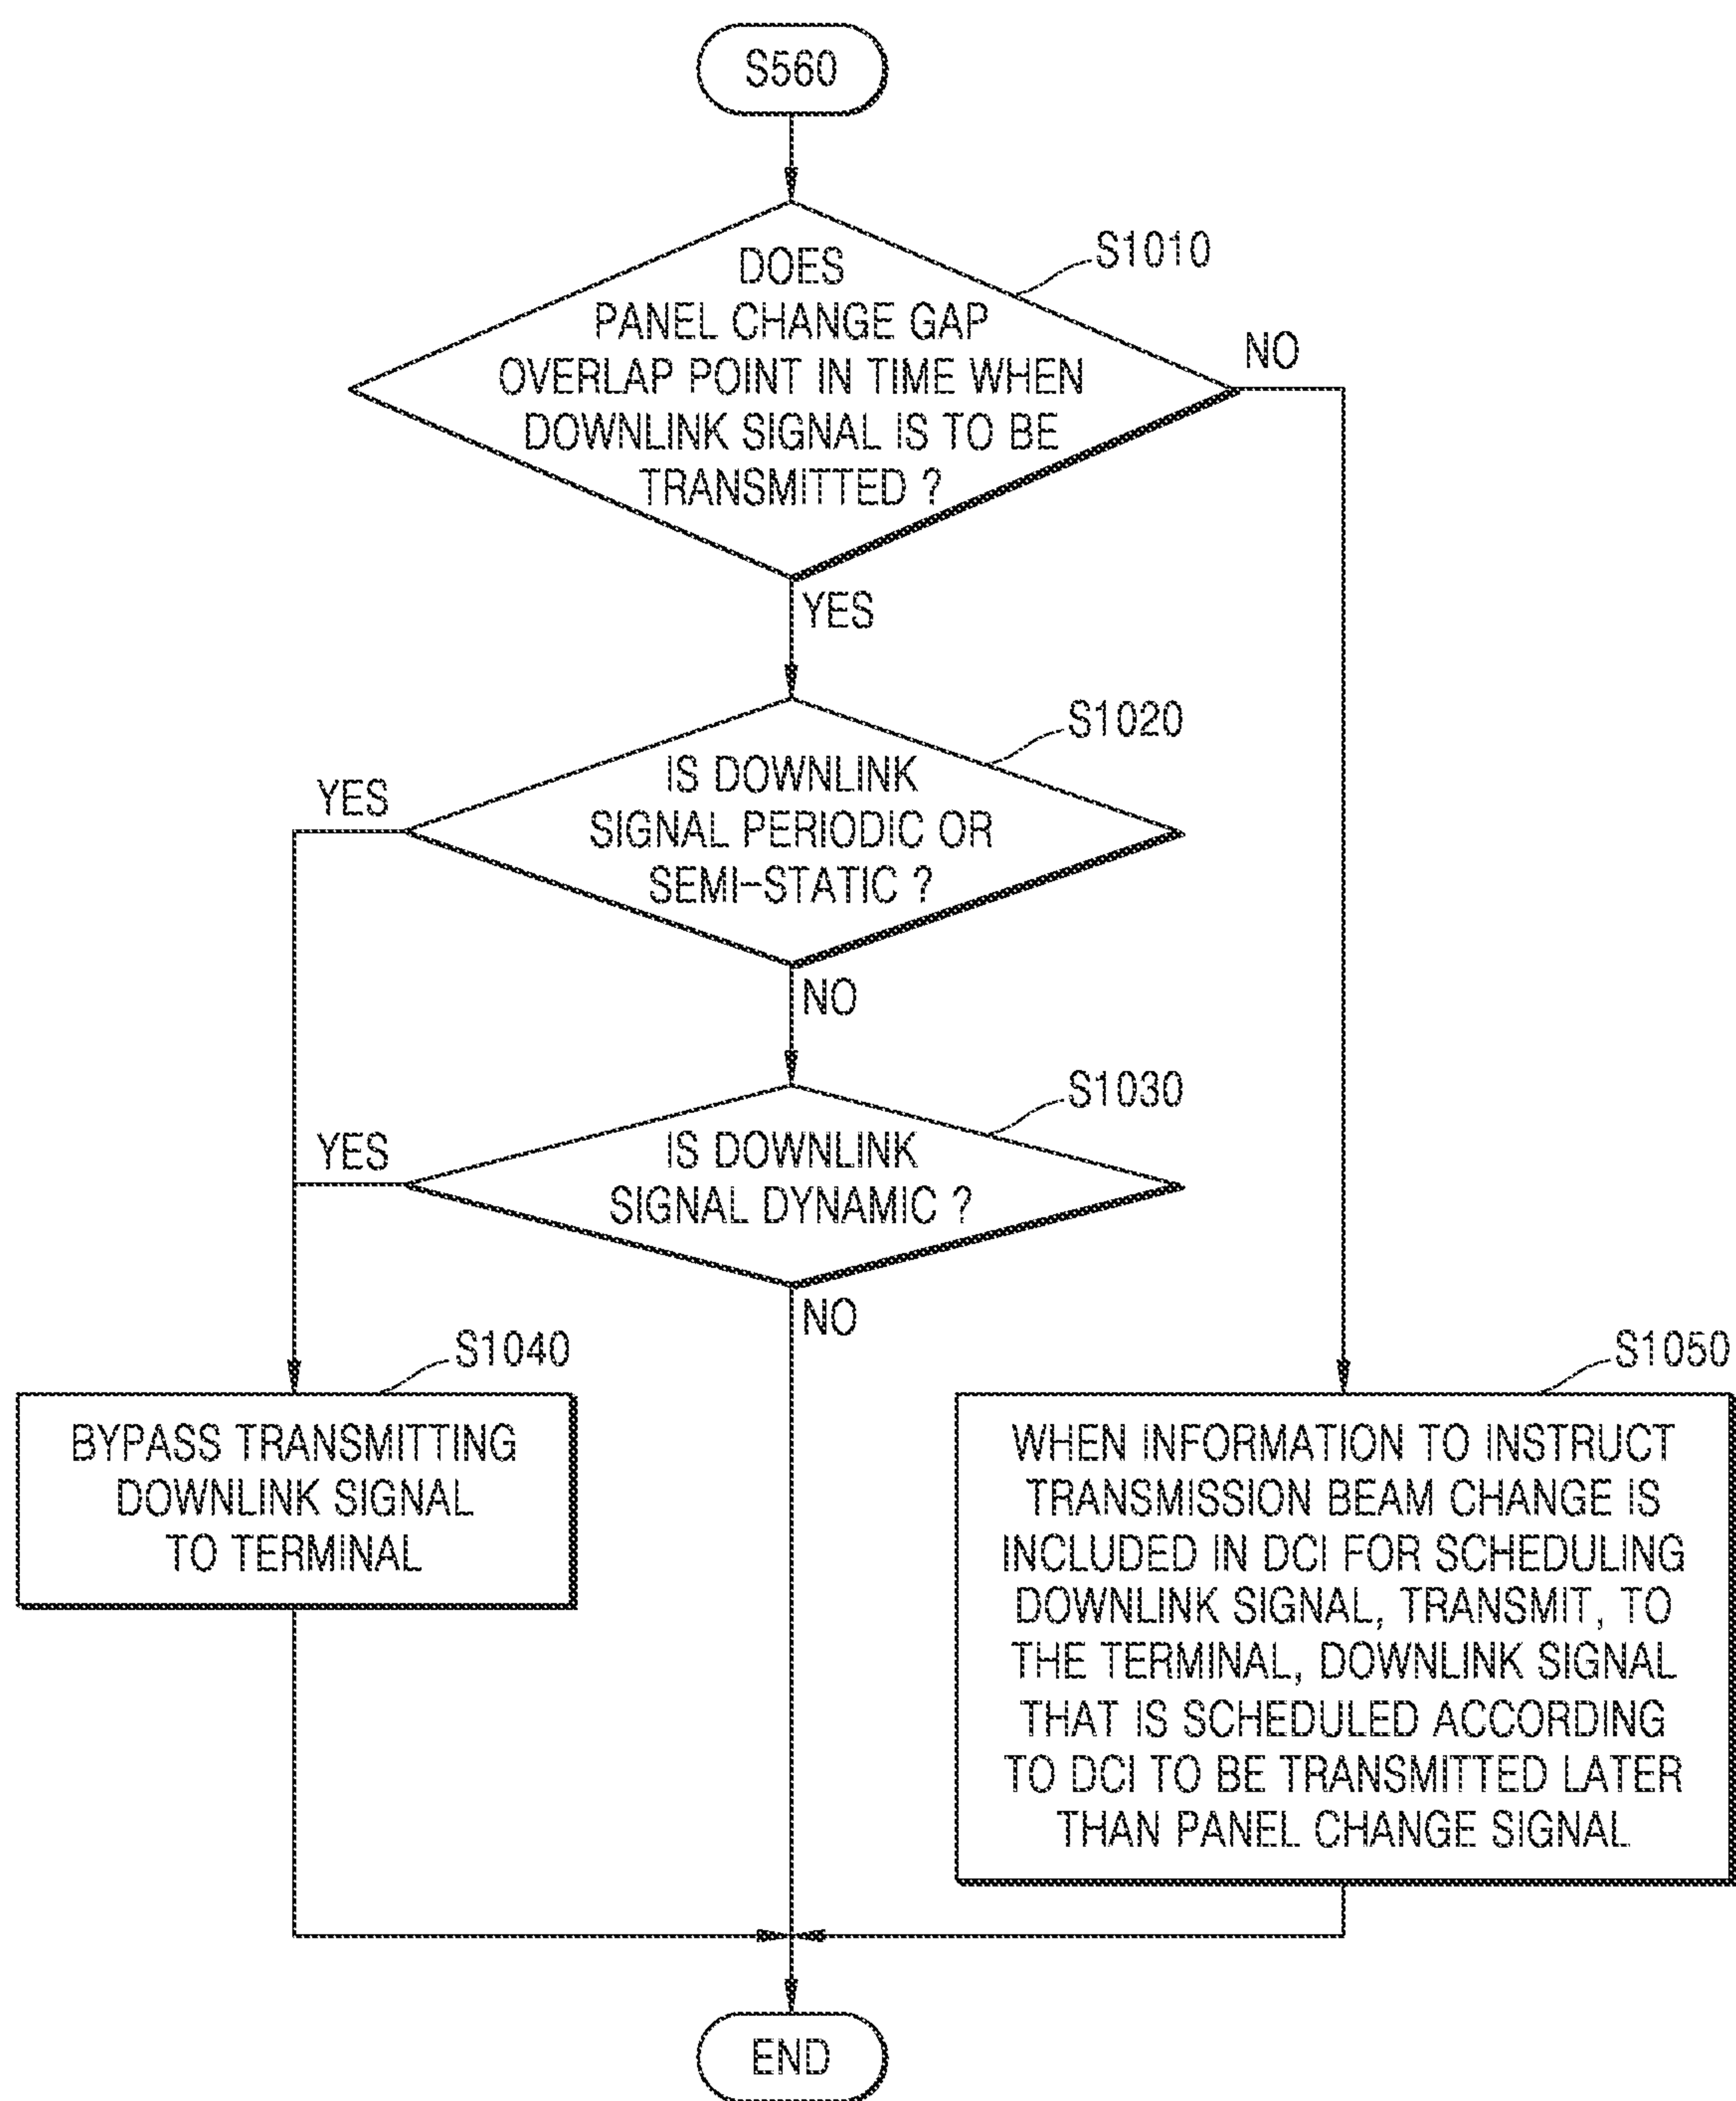 S560
S1010
DOES
PANEL CHANGE GAP
OVERLAP POINT IN TIME WHEN
DOWNLINK SIGNAL IS TO BE
TRANSMITTED ?
NO
YES
S1020
IS DOWNLINK
SIGNAL PERIODIC OR
SEMI-STATIC ?
YES
NO
S1030
IS DOWNLINK
SIGNAL DYNAMIC ?
YES
NO
S1040
BYPASS TRANSMITTING
DOWNLINK SIGNAL
TO TERMINAL
S1050
WHEN INFORMATION TO INSTRUCT
TRANSMISSION BEAM CHANGE IS
INCLUDED IN DCI FOR SCHEDULING
DOWNLINK SIGNAL, TRANSMIT, TO
THE TERMINAL, DOWNLINK SIGNAL
THAT IS SCHEDULED ACCORDING
TO DCI TO BE TRANSMITTED LATER
THAN PANEL CHANGE SIGNAL
END